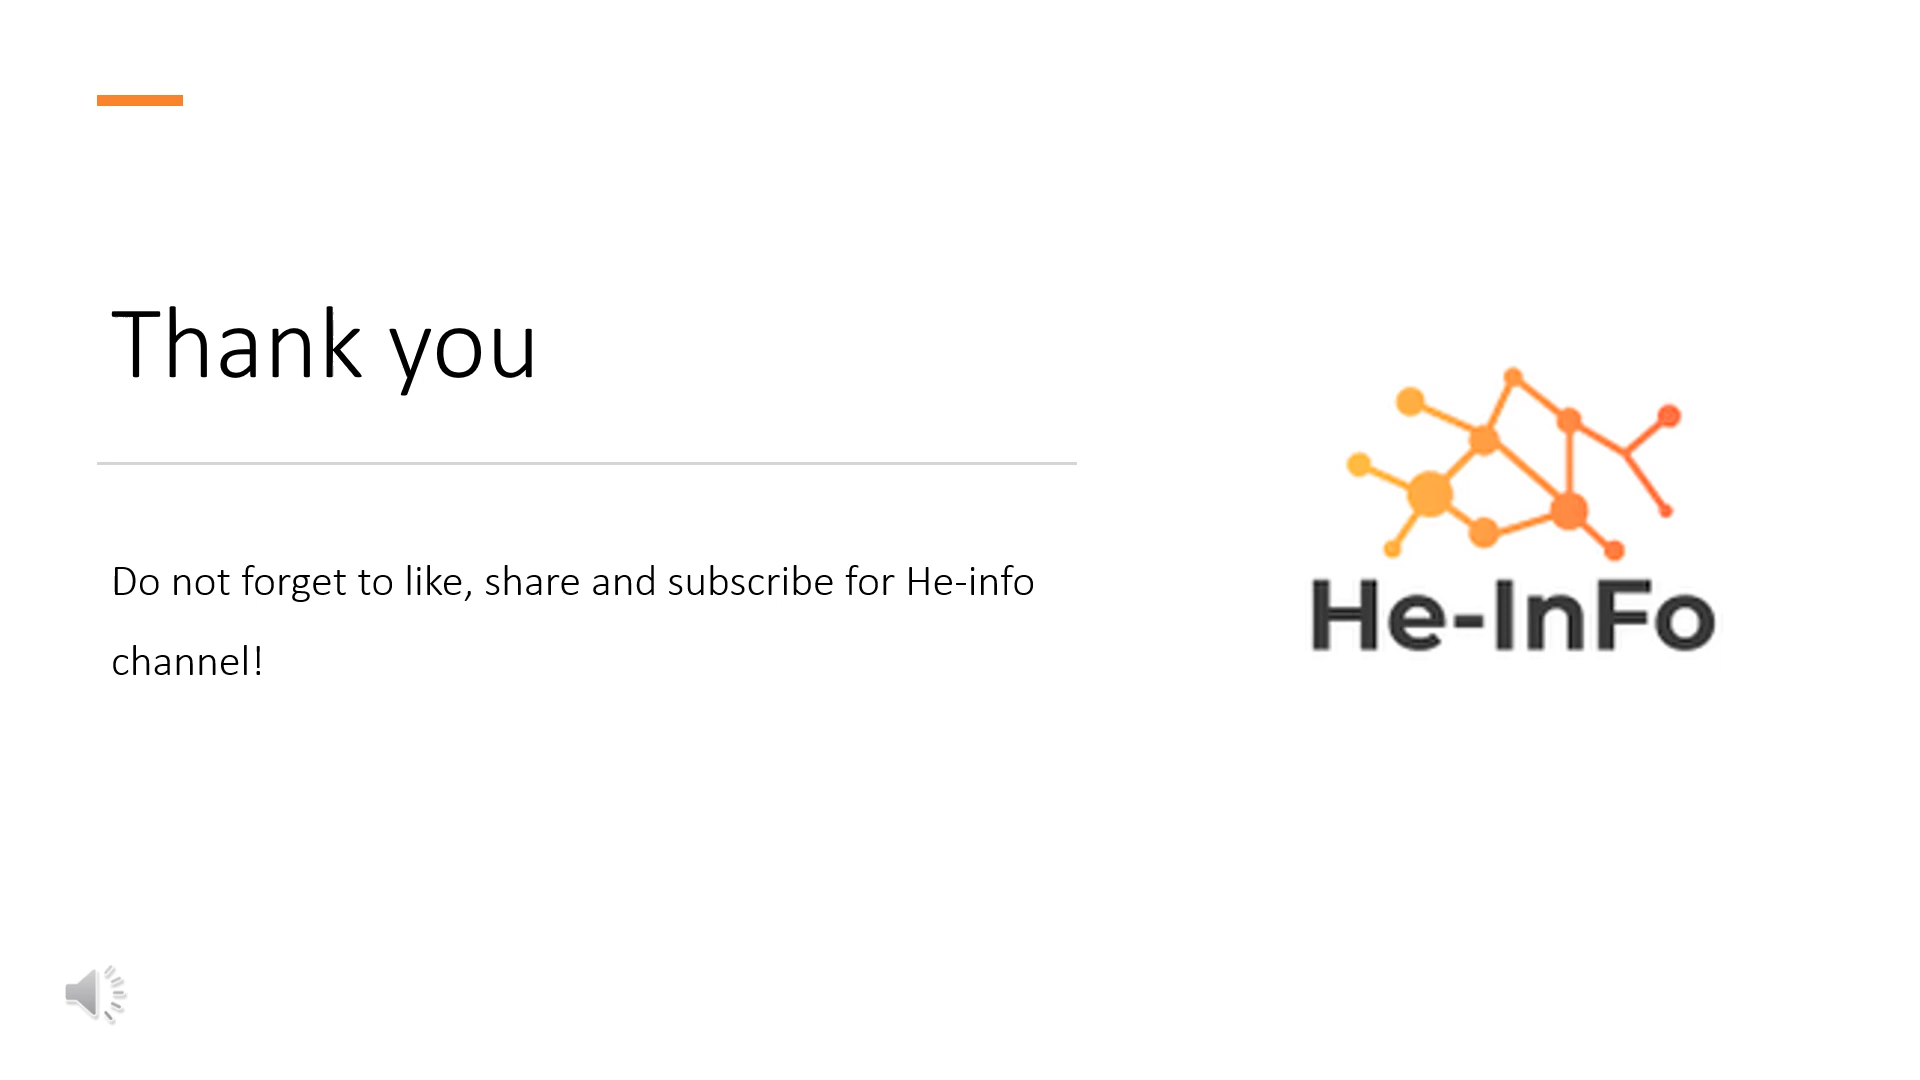 Thank you
Do not forget to like, share and subscribe for He-info
channel!
He-InFo